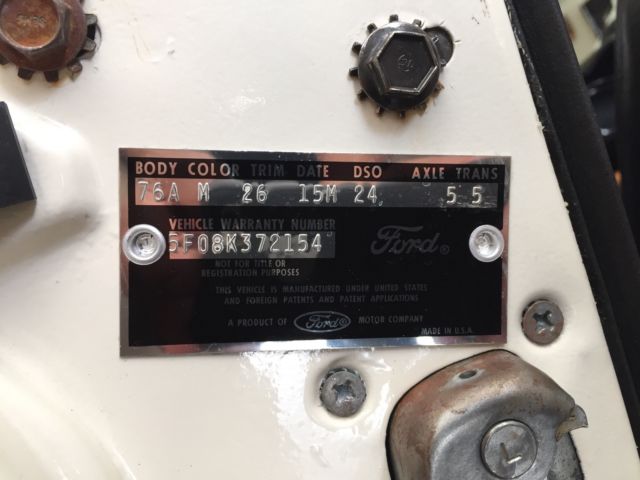 BODY COLOR TRIM DATE DSO AXLE TRANS
76A M 26 15M 24 5 5
VEHICLE WARRANTY NUMBER
5F08K372154
Ford®
NOT FOR TITLE OR
REGISTRATION PURPOSES
THIS VEHICLE IS MANUFACTURED UNDER UNITED STATES
AND FOREIGN PATENTS AND PATENT APPLICATIONS
A PRODUCT OF Ford® MOTOR COMPANY
MADE IN U.S.A.
L